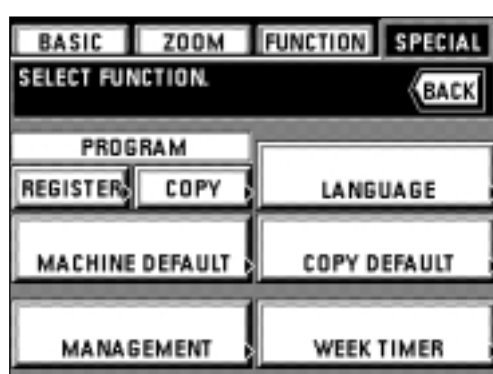 BASIC ZOOM FUNCTION SPECIAL
SELECT FUNCTION.
BACK
PROGRAM
REGISTER COPY LANGUAGE
MACHINE DEFAULT COPY DEFAULT
MANAGEMENT WEEK TIMER